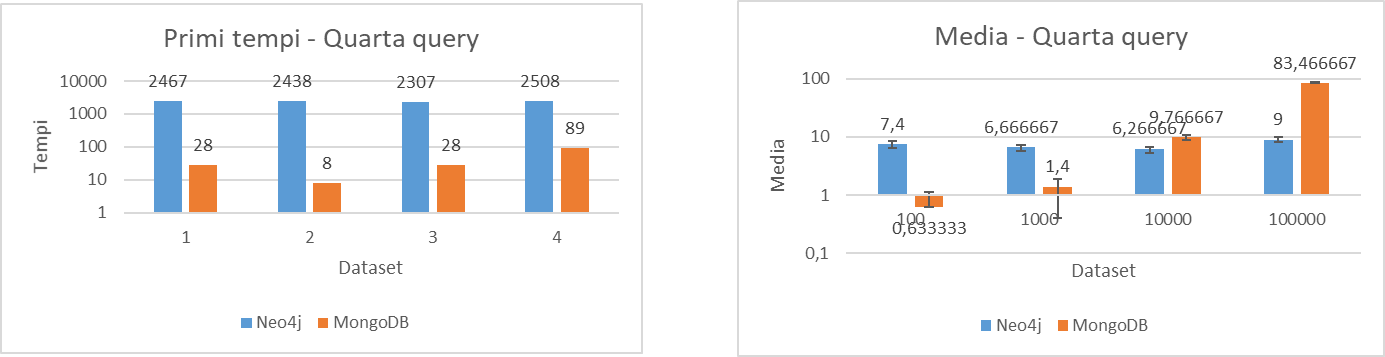 Primi tempi - Quarta query
2467 2438 2307 2508
10000
1000
100
10
1
28 8 28 89
Tempi
1 2 3 4
Dataset
Neo4j MongoDB
Media - Quarta query
83,466667
100
10
1
0,1
7,4 6,666667 6,266667 9,766667 9
1,4
0,633333
Media
100 1000 10000 100000
Dataset
Neo4j MongoDB